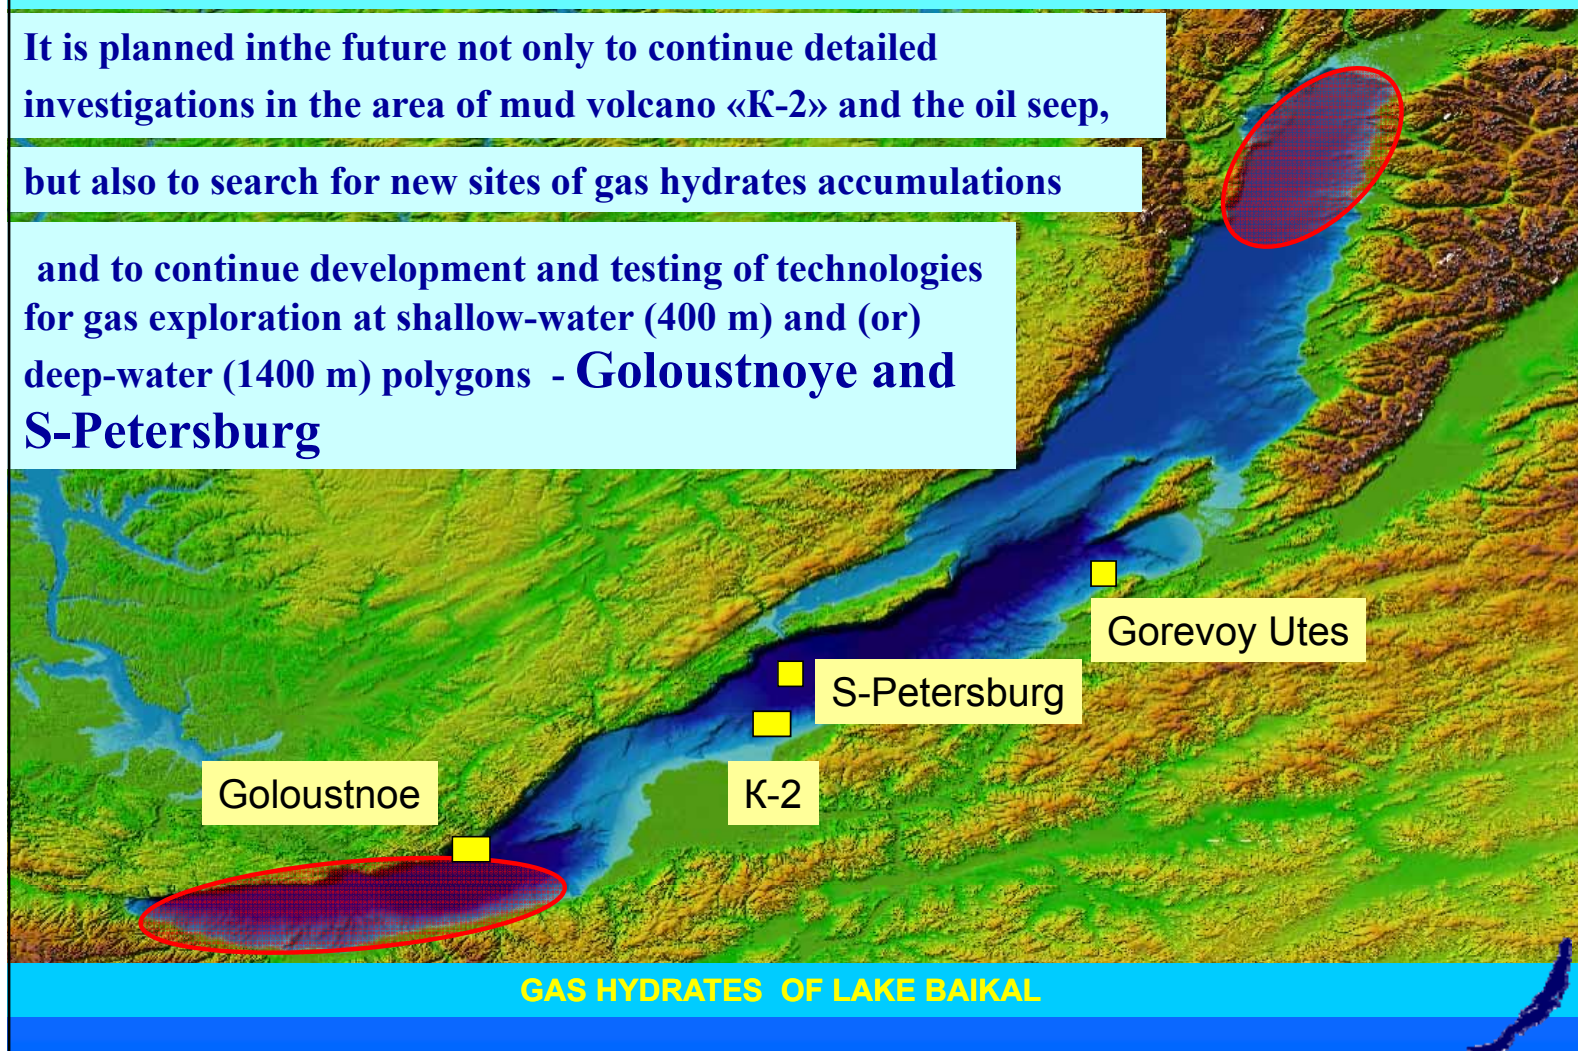 It is planned inthe future not only to continue detailed
investigations in the area of mud volcano «К-2» and the oil seep,
but also to search for new sites of gas hydrates accumulations
and to continue development and testing of technologies
for gas exploration at shallow-water (400 m) and (or)
deep-water (1400 m) polygons - Goloustnoye and
S-Petersburg
Gorevoy Utes
S-Petersburg
Goloustnoe
К-2
GAS HYDRATES OF LAKE BAIKAL